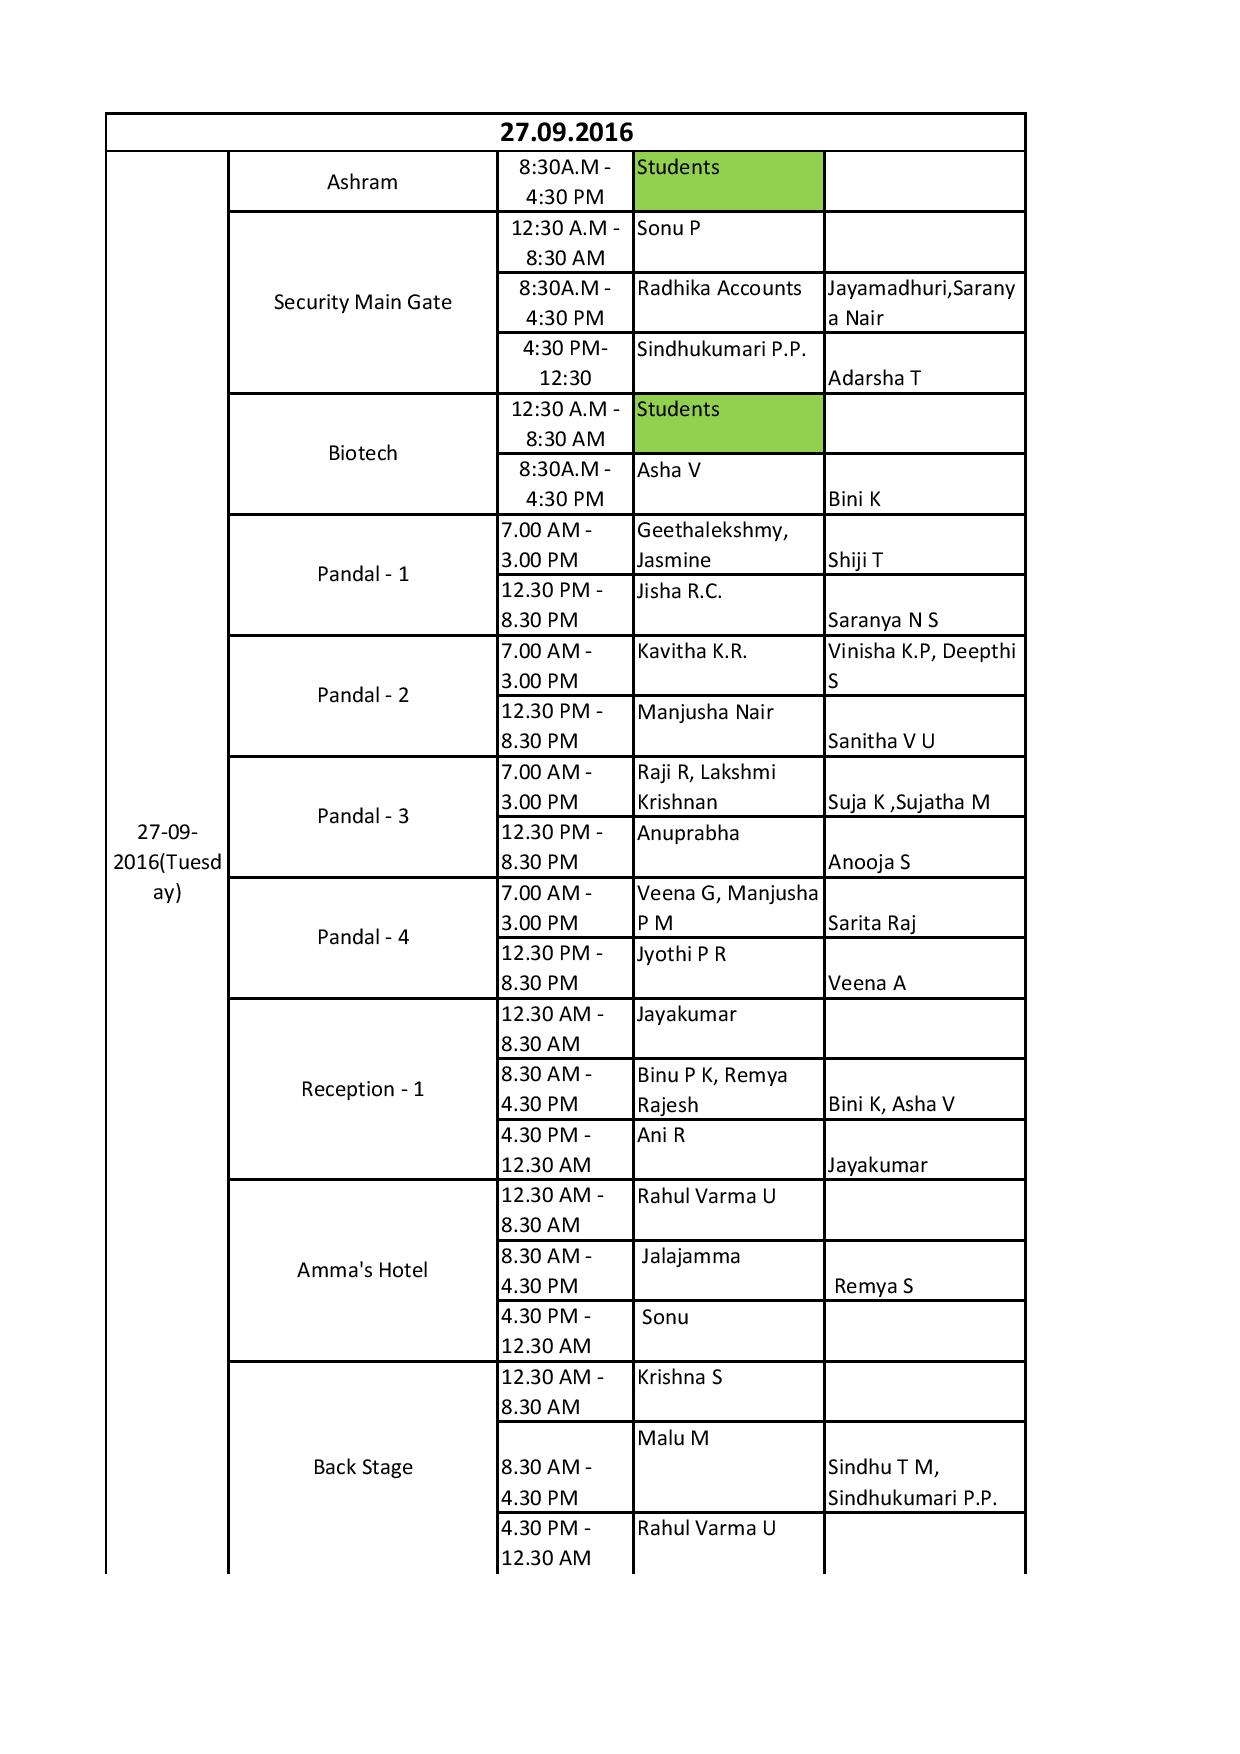 27.09.2016
27-09-
2016(Tuesd
ay)
Ashram
8:30A.M -
4:30 PM
Students
Security Main Gate
12:30 A.M -
8:30 AM
Sonu P
8:30A.M -
4:30 PM
Radhika Accounts
Jayamadhuri,Sarany
a Nair
4:30 PM-
12:30
Sindhukumari P.P.
Adarsha T
Biotech
12:30 A.M -
8:30 AM
Students
8:30A.M -
4:30 PM
Asha V
Bini K
Pandal - 1
7.00 AM -
3.00 PM
Geethalekshmy,
Jasmine
Shiji T
12.30 PM -
8.30 PM
Jisha R.C.
Saranya N S
Pandal - 2
7.00 AM -
3.00 PM
Kavitha K.R.
Vinisha K.P, Deepthi
S
12.30 PM -
8.30 PM
Manjusha Nair
Sanitha V U
Pandal - 3
7.00 AM -
3.00 PM
Raji R, Lakshmi
Krishnan
Suja K ,Sujatha M
12.30 PM -
8.30 PM
Anuprabha
Anooja S
Pandal - 4
7.00 AM -
3.00 PM
Veena G, Manjusha
P M
Sarita Raj
12.30 PM -
8.30 PM
Jyothi P R
Veena A
Reception - 1
12.30 AM -
8.30 AM
Jayakumar
8.30 AM -
4.30 PM
Binu P K, Remya
Rajesh
Bini K, Asha V
4.30 PM -
12.30 AM
Ani R
Jayakumar
Amma's Hotel
12.30 AM -
8.30 AM
Rahul Varma U
8.30 AM -
4.30 PM
Jalajamma
Remya S
4.30 PM -
12.30 AM
Sonu
Back Stage
12.30 AM -
8.30 AM
Krishna S
8.30 AM -
4.30 PM
Malu M
Sindhu T M,
Sindhukumari P.P.
4.30 PM -
12.30 AM
Rahul Varma U